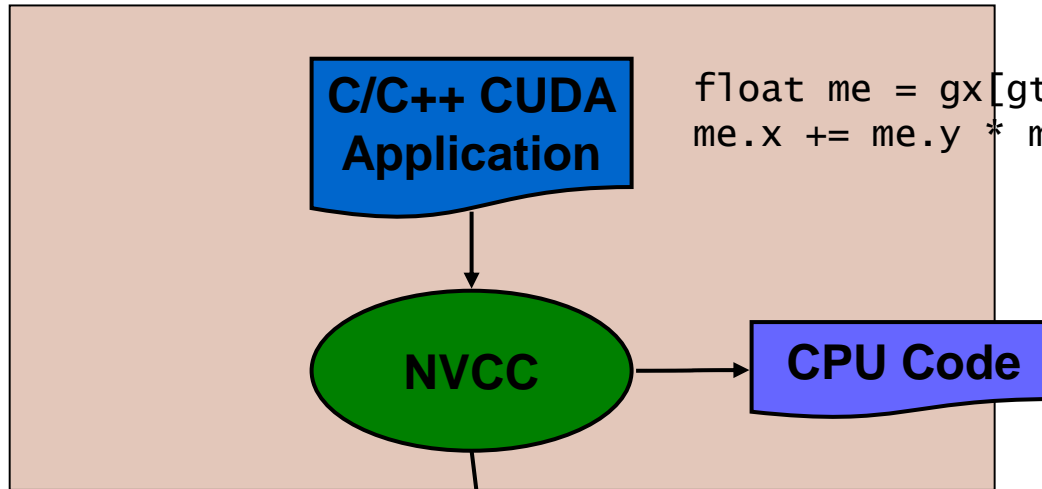 C/C++ CUDA
Application
float me = gx[gt
me.x += me.y * m
NVCC
CPU Code